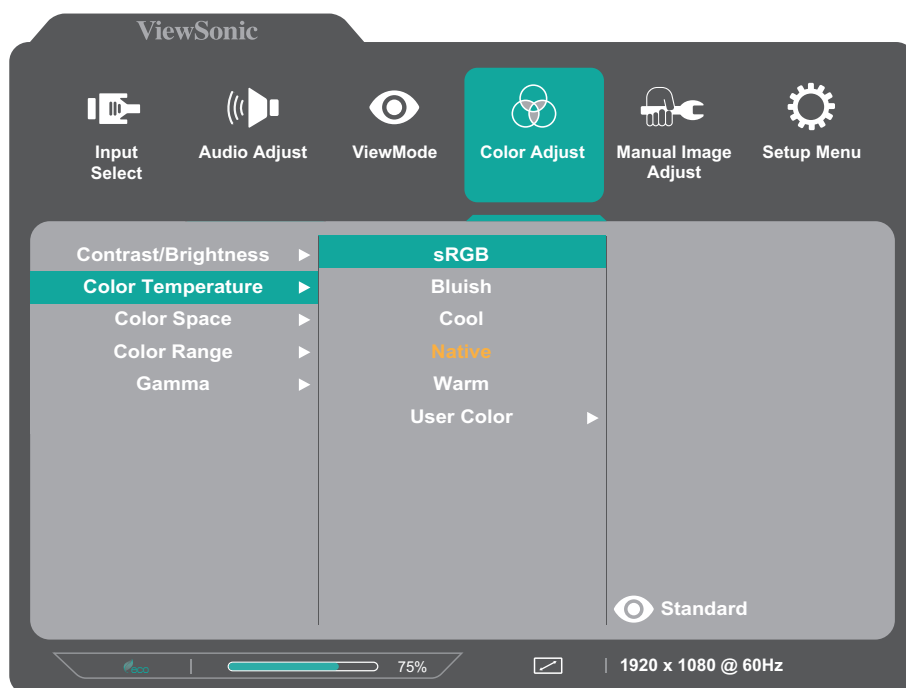 ViewSonic
Input
Select
Audio Adjust
ViewMode
Color Adjust
Manual Image
Adjust
Setup Menu
Contrast/Brightness
Color Temperature
Color Space
Color Range
Gamma
sRGB
Bluish
Cool
Native
Warm
User Color
Standard
eco
75%
1920 x 1080 @ 60Hz